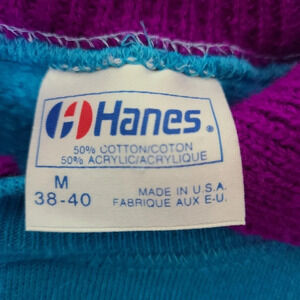 Hanes®
50% COTTON/COTON
50% ACRYLIC/ACRYLIQUE
M
38-40
MADE IN U.S.A.
FABRIQUE AUX E-U.